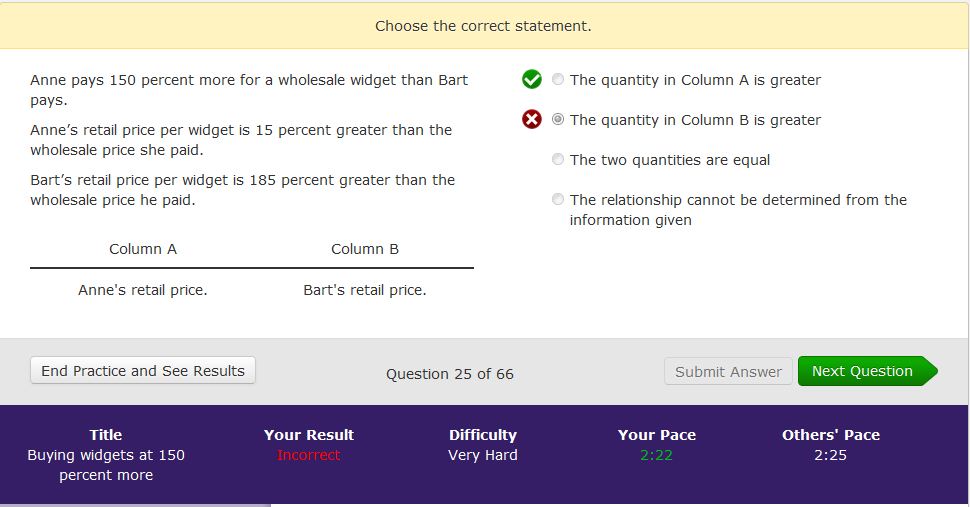 Choose the correct statement.
Anne pays 150 percent more for a wholesale widget than Bart
pays.
Anne’s retail price per widget is 15 percent greater than the
wholesale price she paid.
Bart’s retail price per widget is 185 percent greater than the
wholesale price he paid.
Column A Column B
Anne's retail price. Bart's retail price.
The quantity in Column A is greater
The quantity in Column B is greater
The two quantities are equal
The relationship cannot be determined from the
information given
End Practice and See Results
Question 25 of 66
Submit Answer
Next Question
Title Your Result Difficulty Your Pace Others' Pace
Buying widgets at 150 Incorrect Very Hard 2:22 2:25
percent more